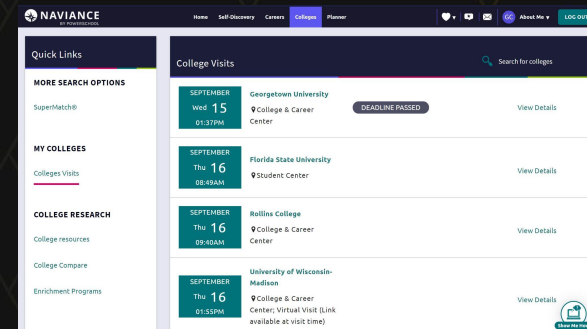 NAVIANCE
BY POWERSCHOOL
Home Self-Discovery Careers Colleges Planner
GC About Me LOG OUT
Quick Links
MORE SEARCH OPTIONS
SuperMatch®
MY COLLEGES
Colleges Visits
COLLEGE RESEARCH
College resources
College Compare
Enrichment Programs
College Visits
Search for colleges
SEPTEMBER
Wed 15
01:37PM
Georgetown University
College & Career
Center
DEADLINE PASSED
View Details
SEPTEMBER
Thu 16
08:49AM
Florida State University
Student Center
View Details
SEPTEMBER
Thu 16
09:40AM
Rollins College
College & Career
Center
View Details
SEPTEMBER
Thu 16
01:55PM
University of Wisconsin-
Madison
College & Career
Center; Virtual Visit (Link
available at visit time)
View Details
Show Me How